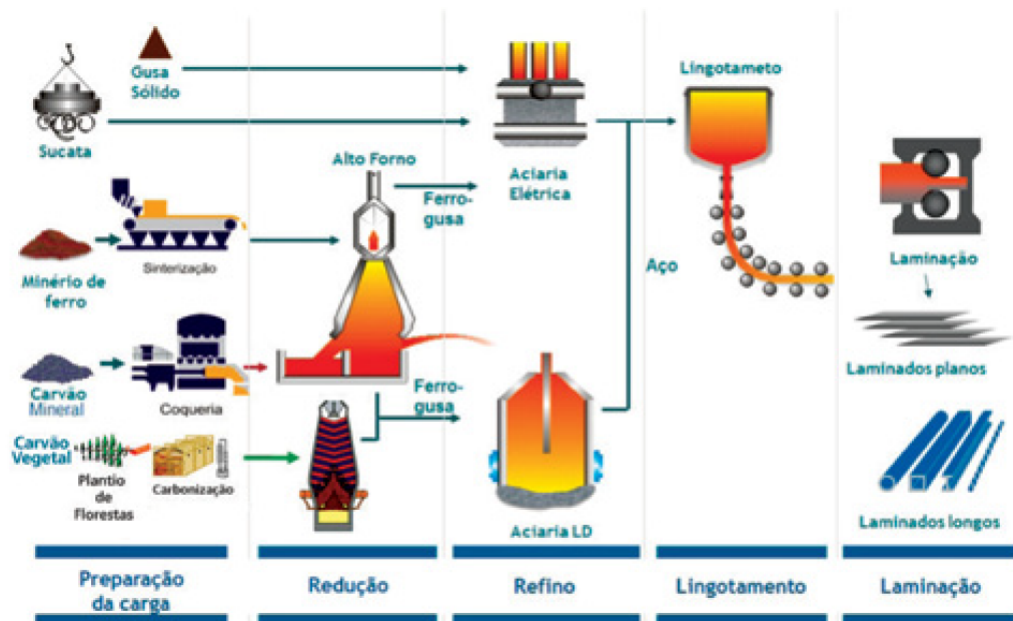 Gusa
Sólido
Sucata
Minério de
ferro
Sinterização
Carvão
Mineral
Coqueria
Carvão
Vegetal
Plantio
de
Florestas
Carbonização
Alto Forno
Ferro-
gusa
Ferro-
gusa
Aciaria
Elétrica
Aciaria LD
Aço
Lingotameto
Laminação
Laminados planos
Laminados longos
Preparação
da carga
Redução
Refino
Lingotamento
Laminação